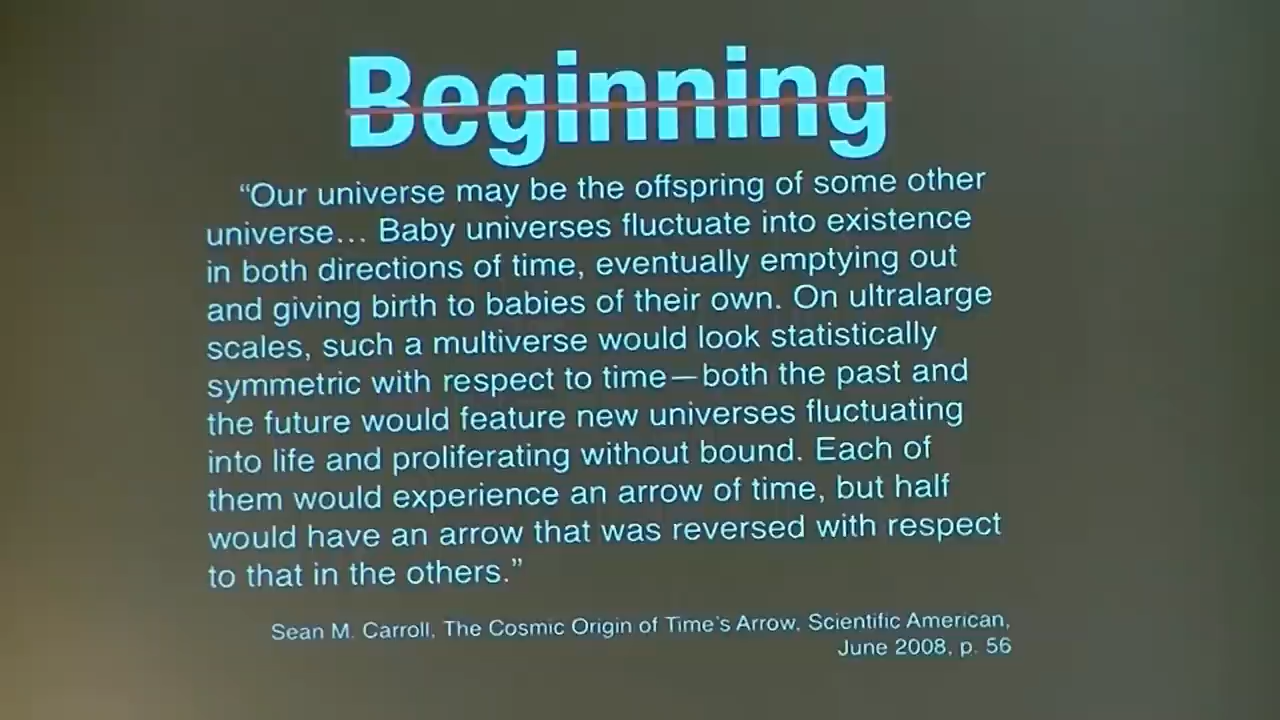 Beginning
“Our universe may be the offspring of some other
universe... Baby universes fluctuate into existence
in both directions of time, eventually emptying out
and giving birth to babies of their own. On ultralarge
scales, such a multiverse would look statistically
symmetric with respect to time—both the past and
the future would feature new universes fluctuating
into life and proliferating without bound. Each of
them would experience an arrow of time, but half
would have an arrow that was reversed with respect
to that in the others.”
Sean M. Carroll, The Cosmic Origin of Time's Arrow, Scientific American,
June 2008, p. 56